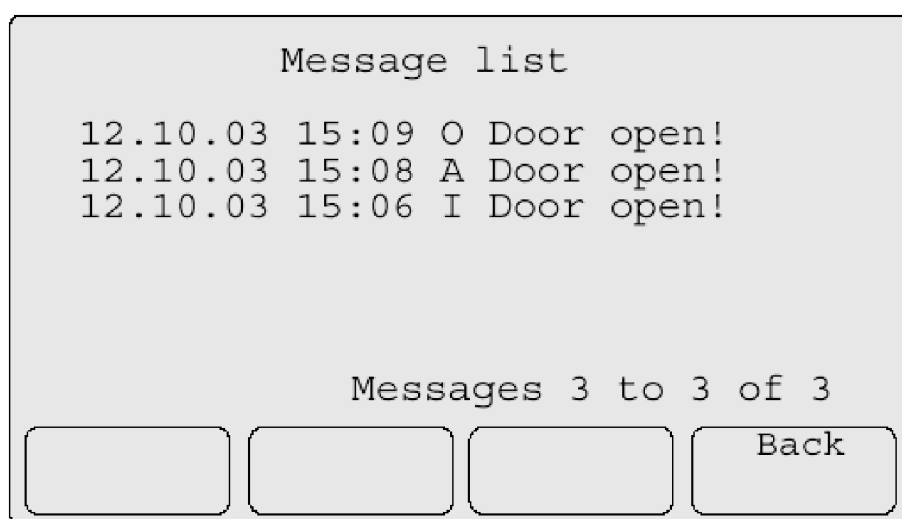 Message list
12.10.03 15:09 O Door open!
12.10.03 15:08 A Door open!
12.10.03 15:06 I Door open!
Messages 3 to 3 of 3
Back